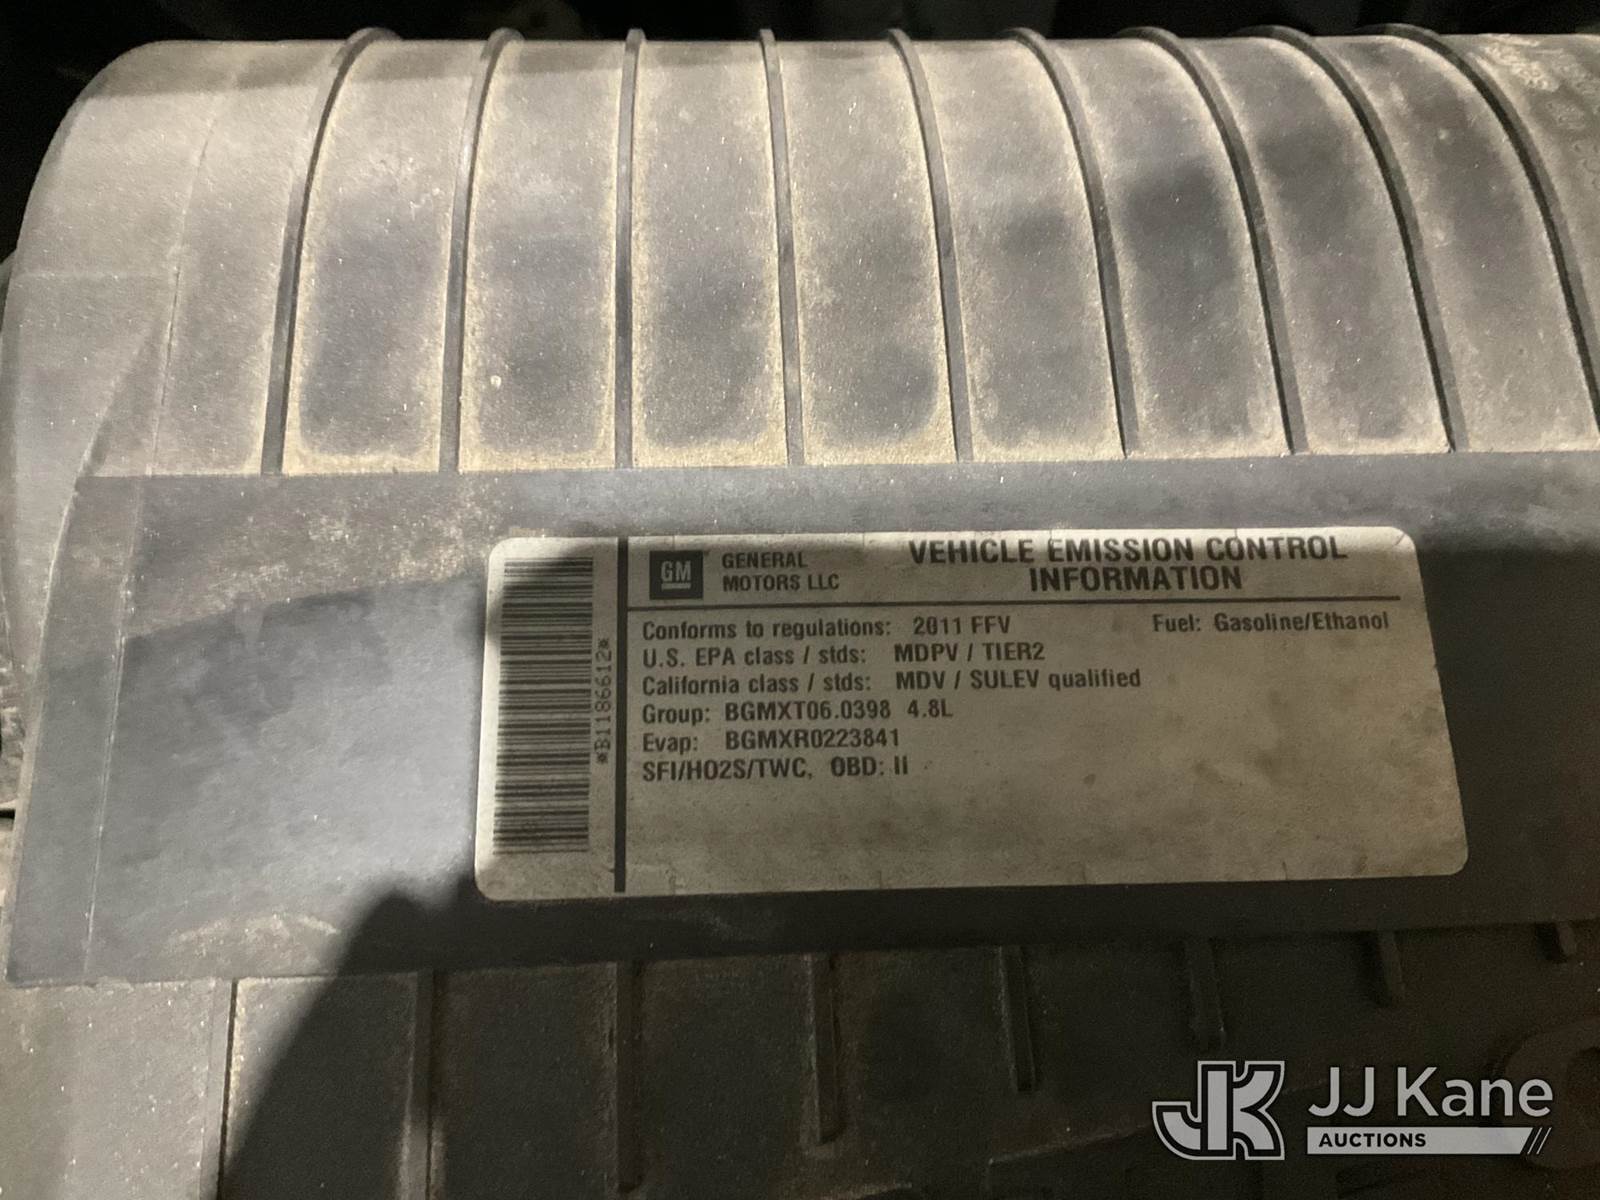 GM GENERAL MOTORS LLC
VEHICLE EMISSION CONTROL
INFORMATION
Conforms to regulations: 2011 FFV Fuel: Gasoline/Ethanol
U.S. EPA class / stds: MDPV / TIER2
California class / stds: MDV / SULEV qualified
Group: BGMXT06.0398 4.8L
Evap: BGMXR0223841
SFI/HO2S/TWC, OBD: II
*B1186612*
JK JJ Kane
AUCTIONS